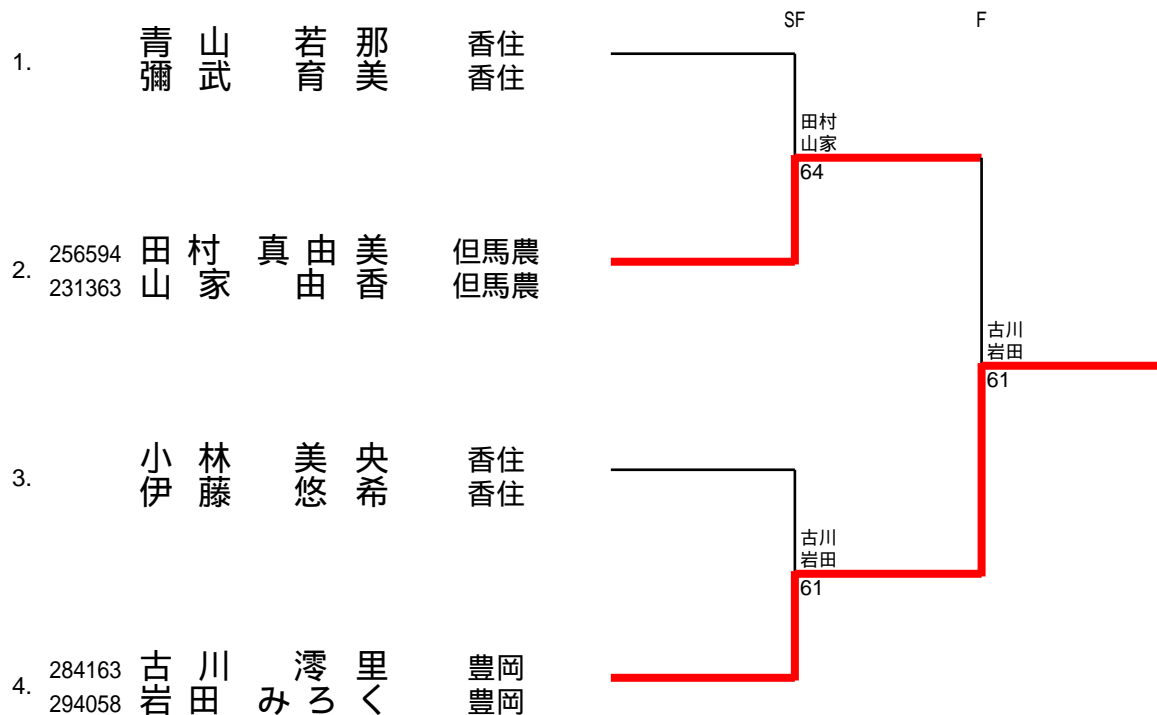 SF F
1. 青山 若那 香住
彌武 育美 香住
田村
山家
64
256594 田村 真由美 但馬農
2.
231363 山家 由香 但馬農
古川
岩田
61
3. 小林 美央 香住
伊藤 悠希 香住
古川
岩田
61
284163 古川 澪里 豊岡
4.
294058 岩田 みろく 豊岡